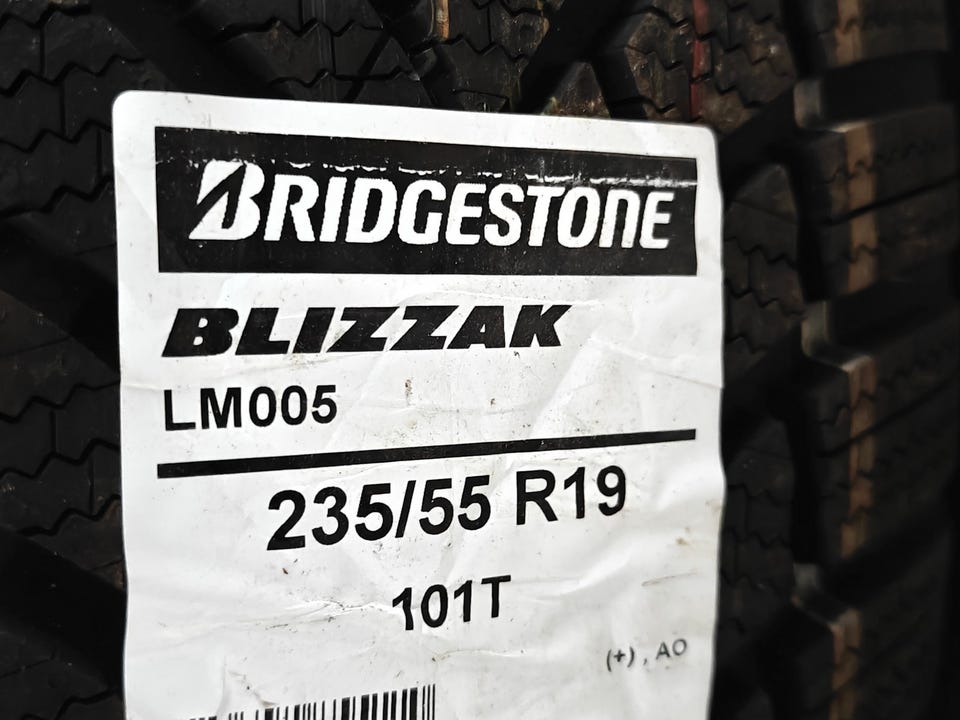 BRIDGESTONE
BLIZZAK
LM005
235/55 R19
101T
(+), AO